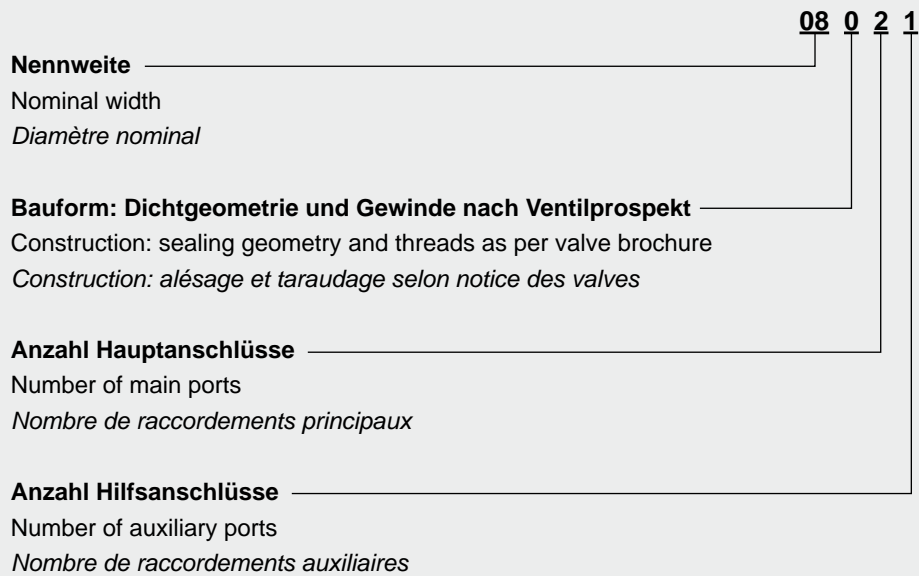 08 0 2 1
Nennweite
Nominal width
Diamètre nominal
Bauform: Dichtgeometrie und Gewinde nach Ventilprospekt
Construction: sealing geometry and threads as per valve brochure
Construction: alésage et taraudage selon notice des valves
Anzahl Hauptanschlüsse
Number of main ports
Nombre de raccordements principaux
Anzahl Hilfsanschlüsse
Number of auxiliary ports
Nombre de raccordements auxiliaires